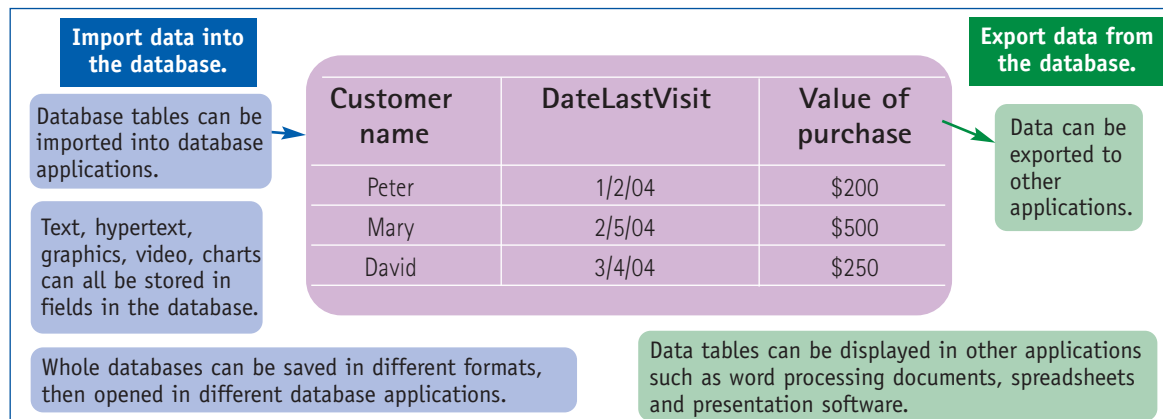 Import data into
the database.
Database tables can be
imported into database
applications.
Text, hypertext,
graphics, video, charts
can all be stored in
fields in the database.
Customer DateLastVisit Value of
name purchase
Peter 1/2/04 $200
Mary 2/5/04 $500
David 3/4/04 $250
Export data from
the database.
Data can be
exported to
other
applications.
Whole databases can be saved in different formats,
then opened in different database applications.
Data tables can be displayed in other applications
such as word processing documents, spreadsheets
and presentation software.